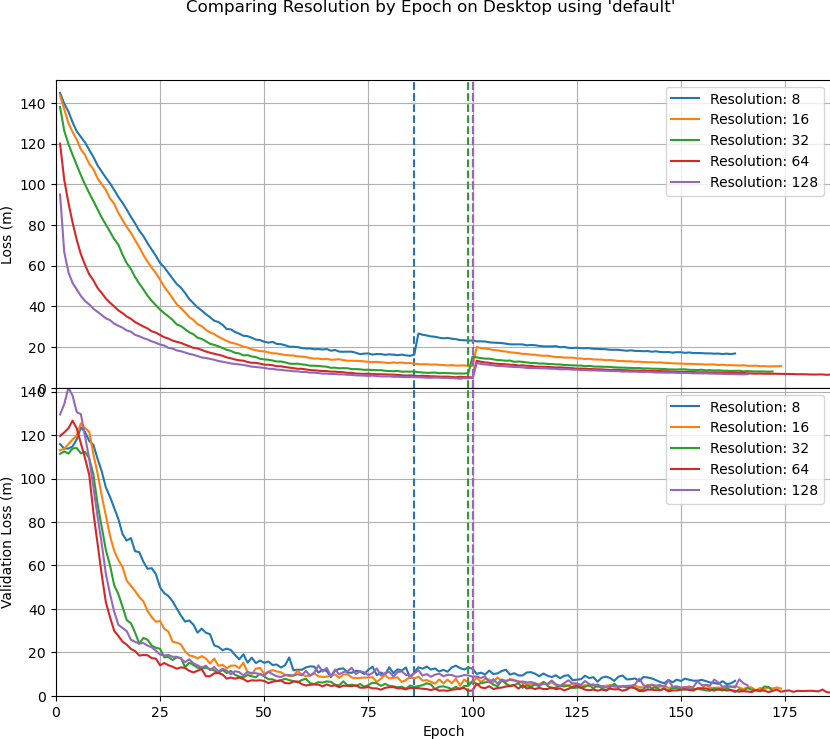 Comparing Resolution by Epoch on Desktop using 'default'
Loss (m)
140
120
100
80
60
40
20
0
Resolution: 8
Resolution: 16
Resolution: 32
Resolution: 64
Resolution: 128
Validation Loss (m)
140
120
100
80
60
40
20
0
Resolution: 8
Resolution: 16
Resolution: 32
Resolution: 64
Resolution: 128
0 25 50 75 100 125 150 175
Epoch